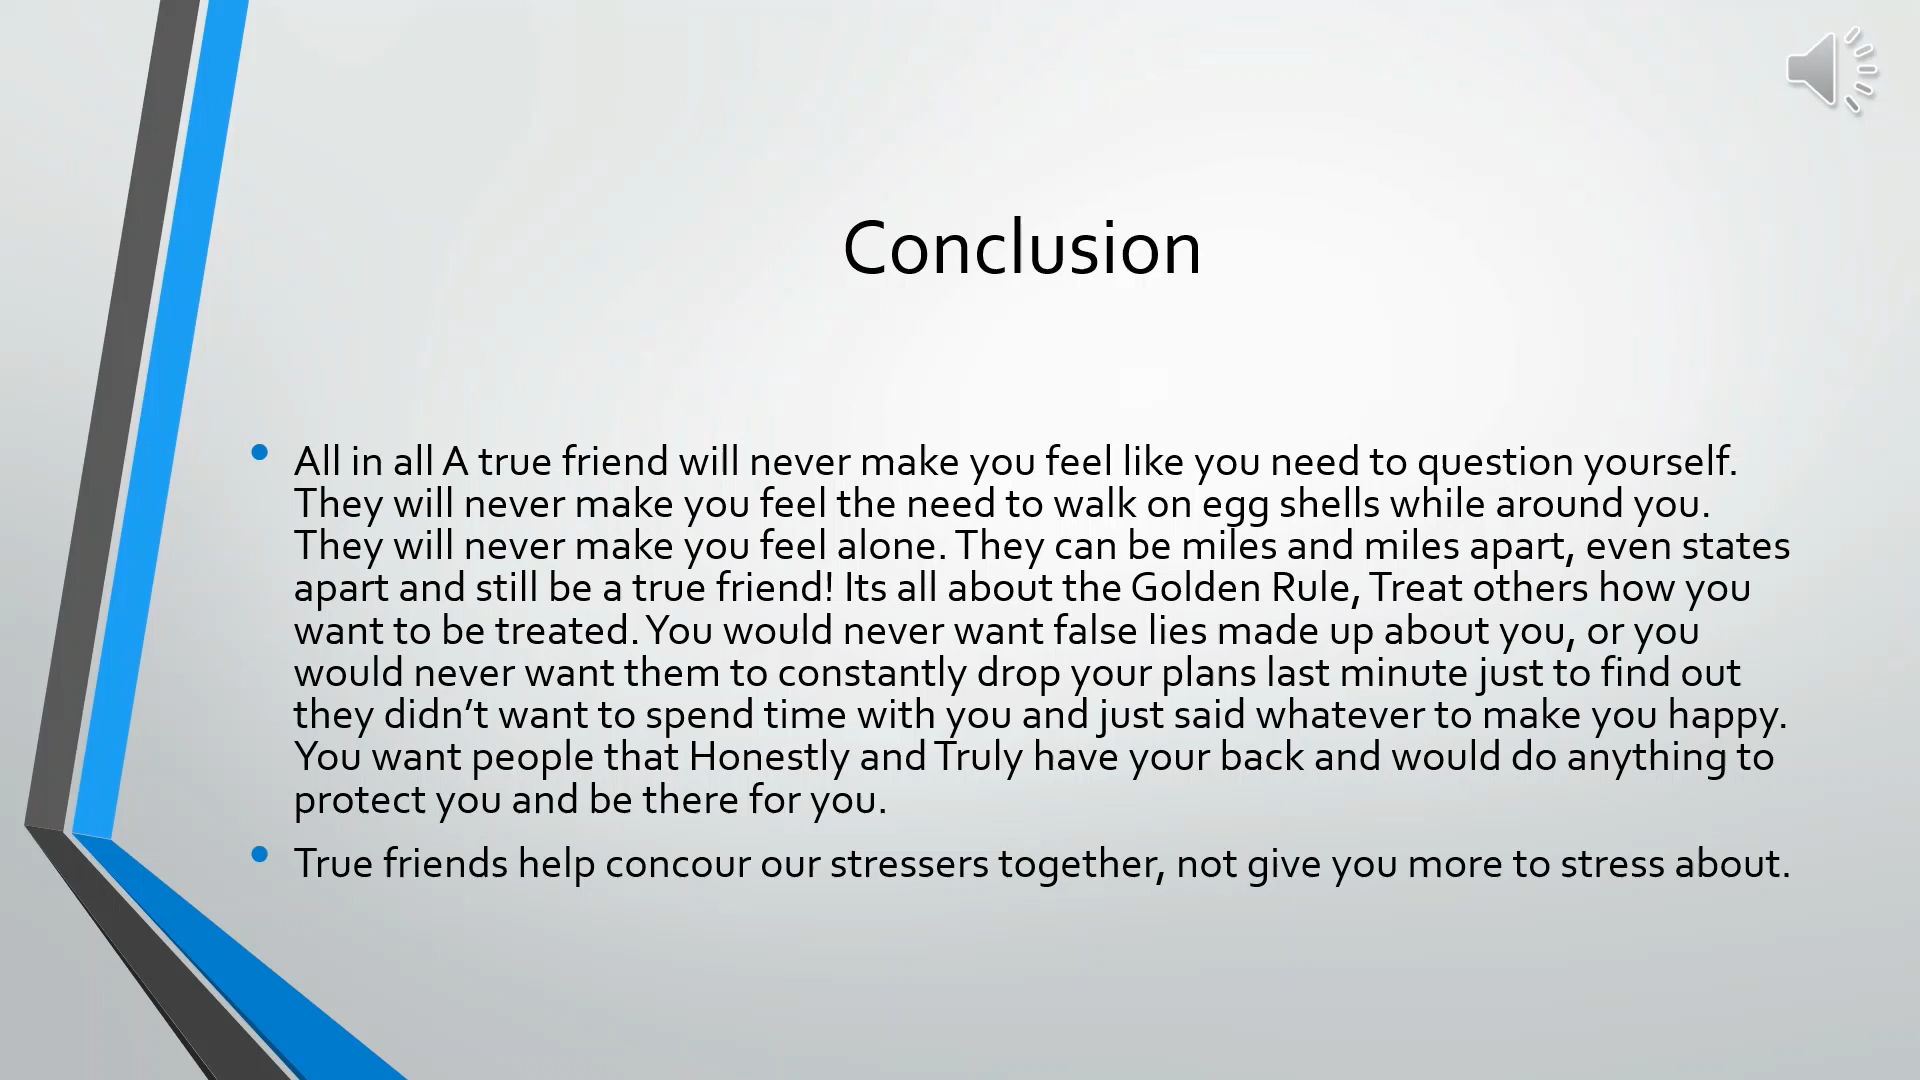 Conclusion
• All in all A true friend will never make you feel like you need to question yourself.
They will never make you feel the need to walk on egg shells while around you.
They will never make you feel alone. They can be miles and miles apart, even states
apart and still be a true friend! Its all about the Golden Rule, Treat others how you
want to be treated. You would never want false lies made up about you, or you
would never want them to constantly drop your plans last minute just to find out
they didn’t want to spend time with you and just said whatever to make you happy.
You want people that Honestly and Truly have your back and would do anything to
protect you and be there for you.
• True friends help concour our stressers together, not give you more to stress about.